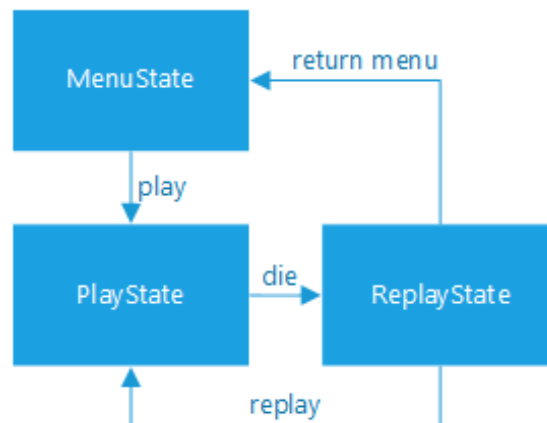 return menu
MenuState
play
PlayState
die
ReplayState
replay